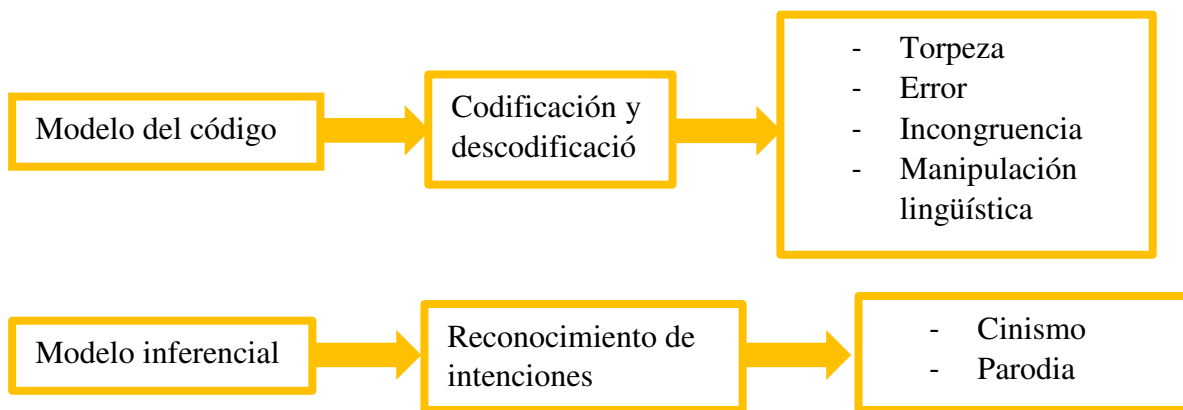 Modelo del código
Codificación y
descodificació
- Torpeza
- Error
- Incongruencia
- Manipulación
lingüística
Modelo inferencial
Reconocimiento de
intenciones
- Cinismo
- Parodia